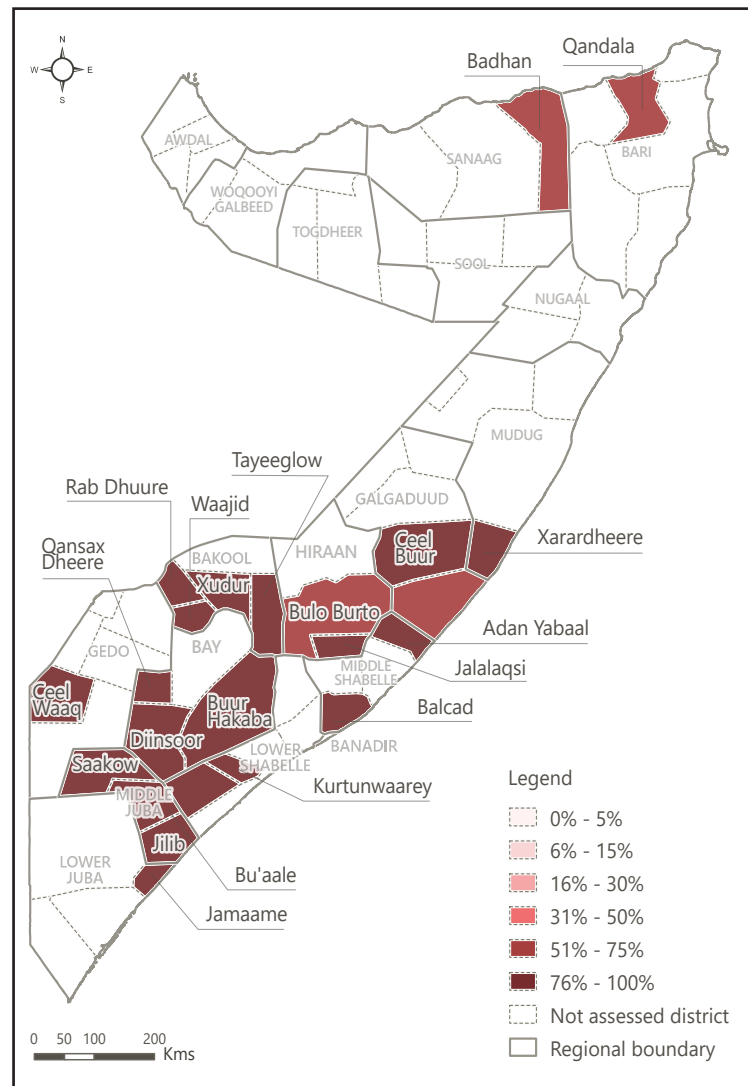 N
W E
S
Qandala
Badhan
AWDAL
SANAAG
BARI
WOQOOYI
GALBEED
TOGDHEER
SOOL
NUGAAL
MUDUG
Tayeeglow
GALGADUUD
Rab Dhuure
Waajid
Xarardheere
Qansax
Dheere
HIRAAN
Ceel
Buur
BAKOOL
Xudur
Bulo Burto
Adan Yabaal
GEDO
BAY
Jalalaqsi
MIDDLE
SHABELLE
Ceel
Waaq
Buur
Hakaba
Balcad
Diinsoor
BANADIR
LOWER
SHABELLE
Saakow
Kurtunwaarey
MIDDLE
JUBA
Jilib
LOWER
JUBA
Bu'aale
Jamaame
Legend
0% - 5%
6% - 15%
16% - 30%
31% - 50%
51% - 75%
76% - 100%
Not assessed district
Regional boundary
0 50 100 200
Kms